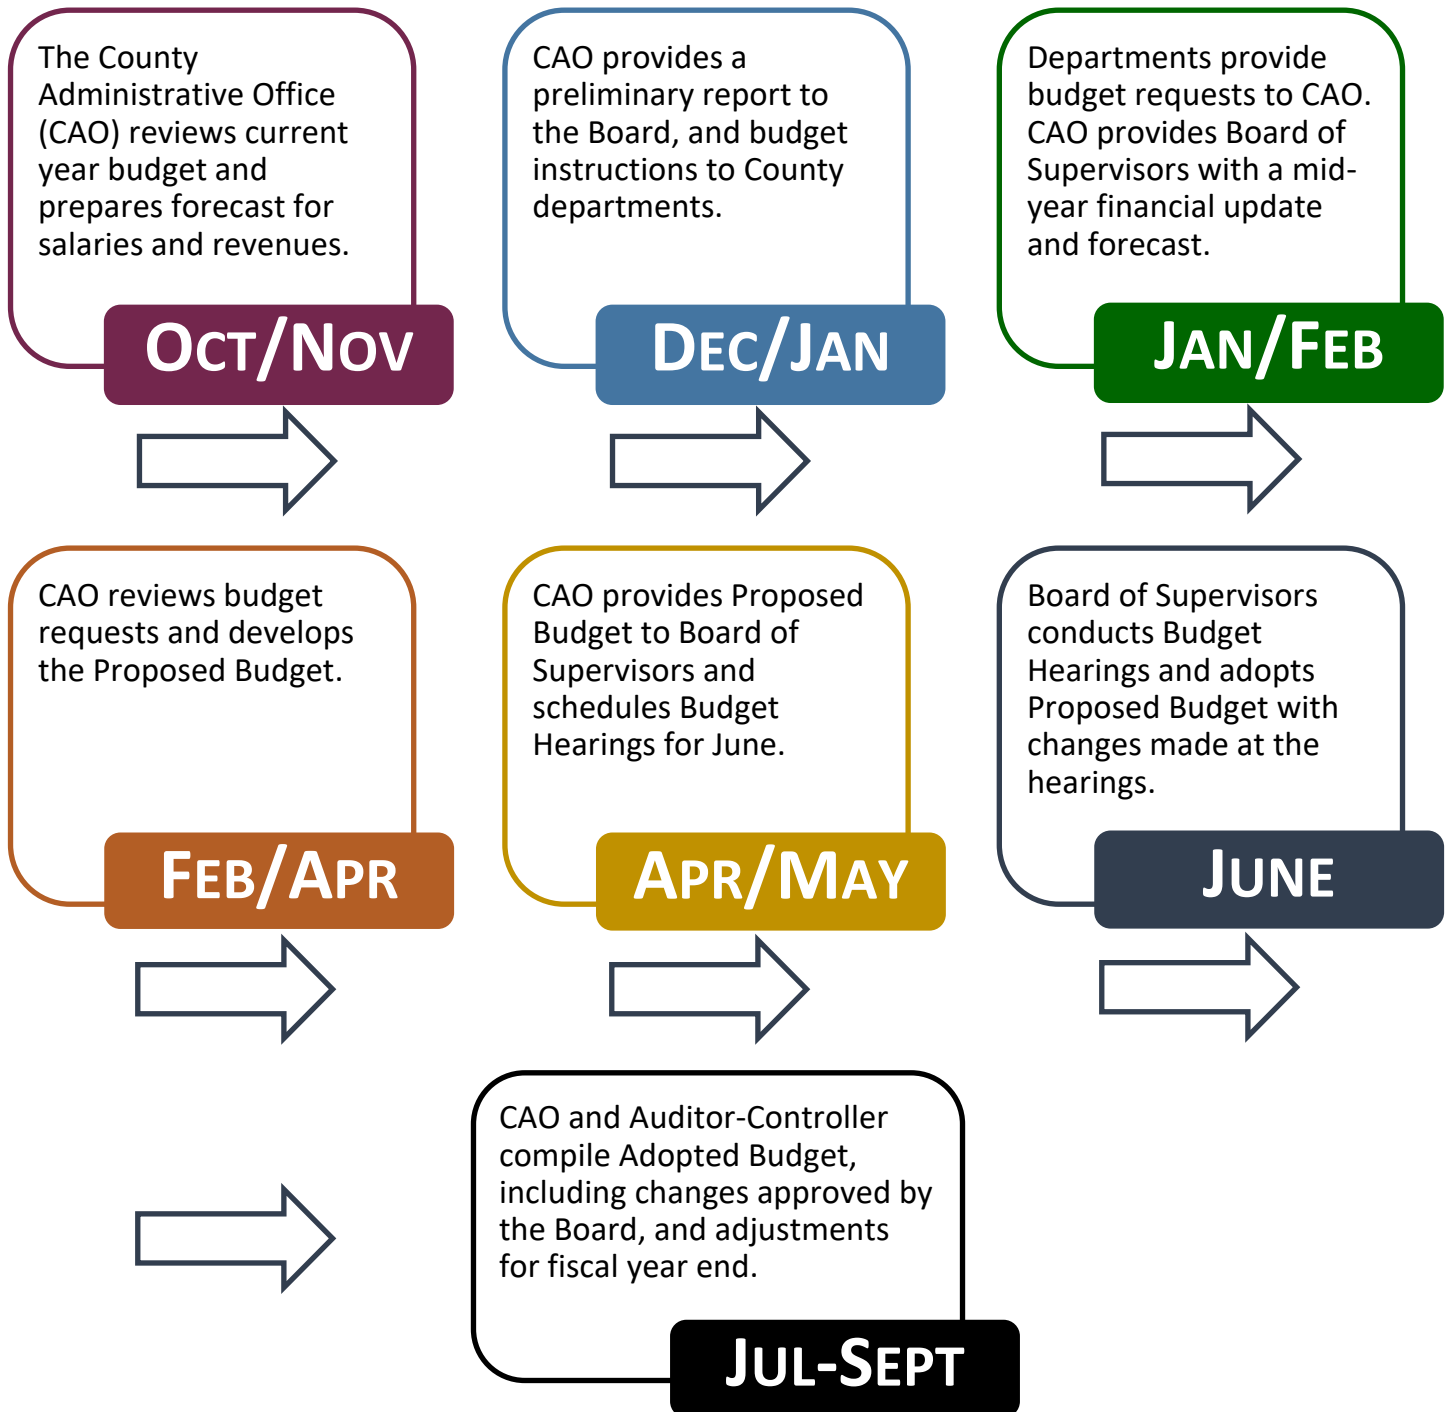 The County
Administrative Office
(CAO) reviews current
year budget and
prepares forecast for
salaries and revenues.
OCT/NOV
CAO provides a
preliminary report to
the Board, and budget
instructions to County
departments.
DEC/JAN
Departments provide
budget requests to CAO.
CAO provides Board of
Supervisors with a mid-
year financial update
and forecast.
JAN/FEB
CAO reviews budget
requests and develops
the Proposed Budget.
FEB/APR
CAO provides Proposed
Budget to Board of
Supervisors and
schedules Budget
Hearings for June.
APR/MAY
Board of Supervisors
conducts Budget
Hearings and adopts
Proposed Budget with
changes made at the
hearings.
JUNE
CAO and Auditor-Controller
compile Adopted Budget,
including changes approved by
the Board, and adjustments
for fiscal year end.
JUL-SEPT